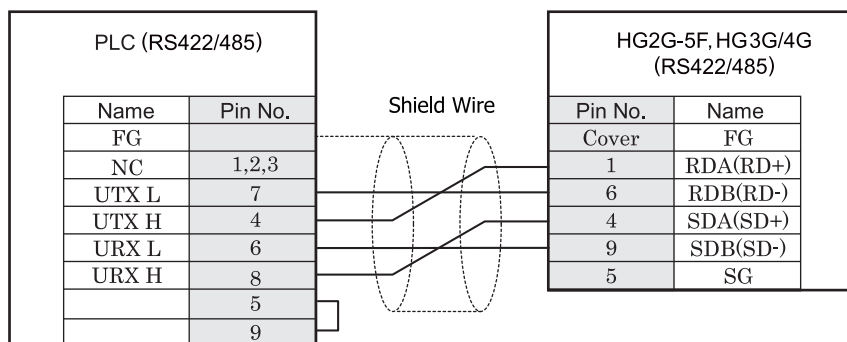 PLC (RS422/485)
HG2G-5F, HG3G/4G
(RS422/485)
Shield Wire
Name Pin No.
FG
NC 1,2,3
UTX L 7
UTX H 4
URX L 6
URX H 8
5
9
Pin No. Name
Cover FG
1 RDA(RD+)
6 RDB(RD-)
4 SDA(SD+)
9 SDB(SD-)
5 SG